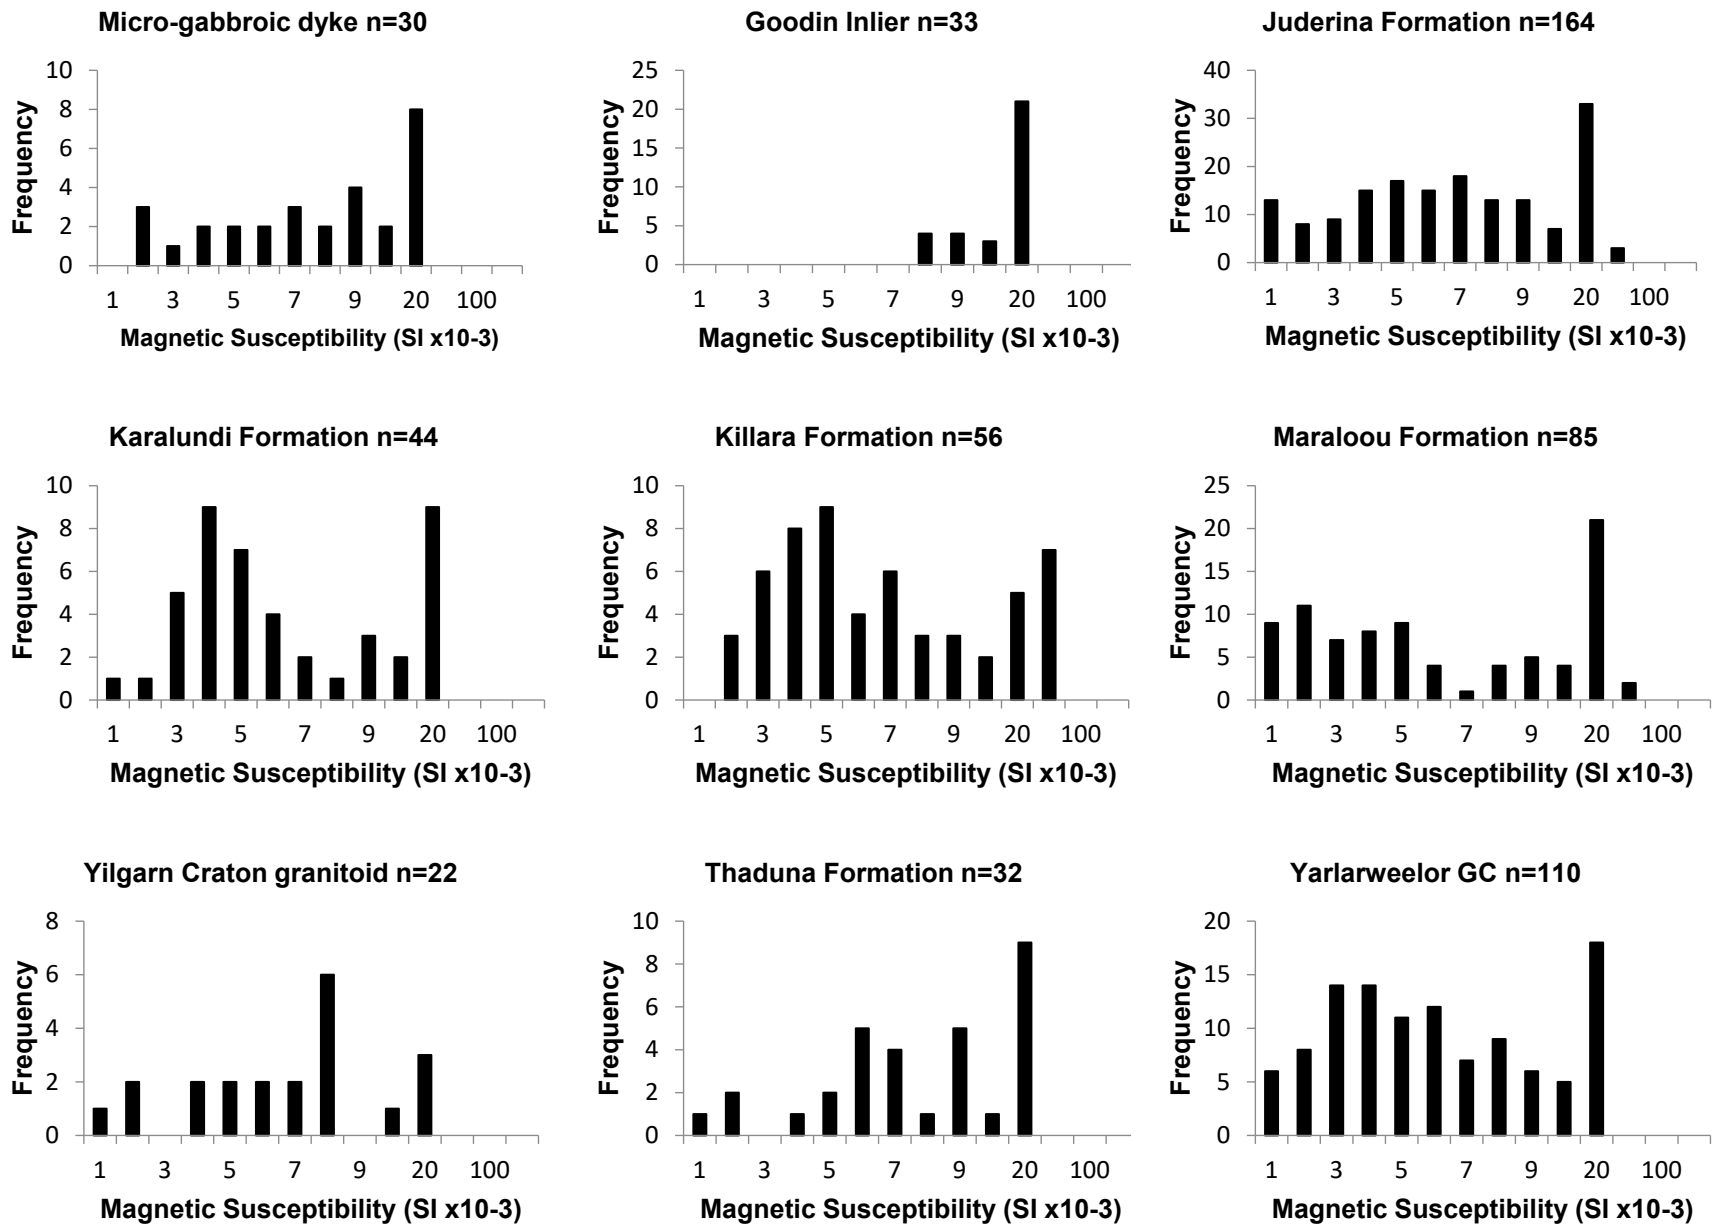 Micro-gabbroic dyke n=30
10
8
6
4
2
0
Frequency
1 3 5 7 9 20 100
Magnetic Susceptibility (SI x10-3)
Goodin Inlier n=33
25
20
15
10
5
0
Frequency
1 3 5 7 9 20 100
Magnetic Susceptibility (SI x10-3)
Juderina Formation n=164
40
30
20
10
0
Frequency
1 3 5 7 9 20 100
Magnetic Susceptibility (SI x10-3)
Karalundi Formation n=44
10
8
6
4
2
0
Frequency
1 3 5 7 9 20 100
Magnetic Susceptibility (SI x10-3)
Killara Formation n=56
10
8
6
4
2
0
Frequency
1 3 5 7 9 20 100
Magnetic Susceptibility (SI x10-3)
Maraloou Formation n=85
25
20
15
10
5
0
Frequency
1 3 5 7 9 20 100
Magnetic Susceptibility (SI x10-3)
Yilgarn Craton granitoid n=22
8
6
4
2
0
Frequency
1 3 5 7 9 20 100
Magnetic Susceptibility (SI x10-3)
Thaduna Formation n=32
10
8
6
4
2
0
Frequency
1 3 5 7 9 20 100
Magnetic Susceptibility (SI x10-3)
Yarlarweelor GC n=110
20
15
10
5
0
Frequency
1 3 5 7 9 20 100
Magnetic Susceptibility (SI x10-3)